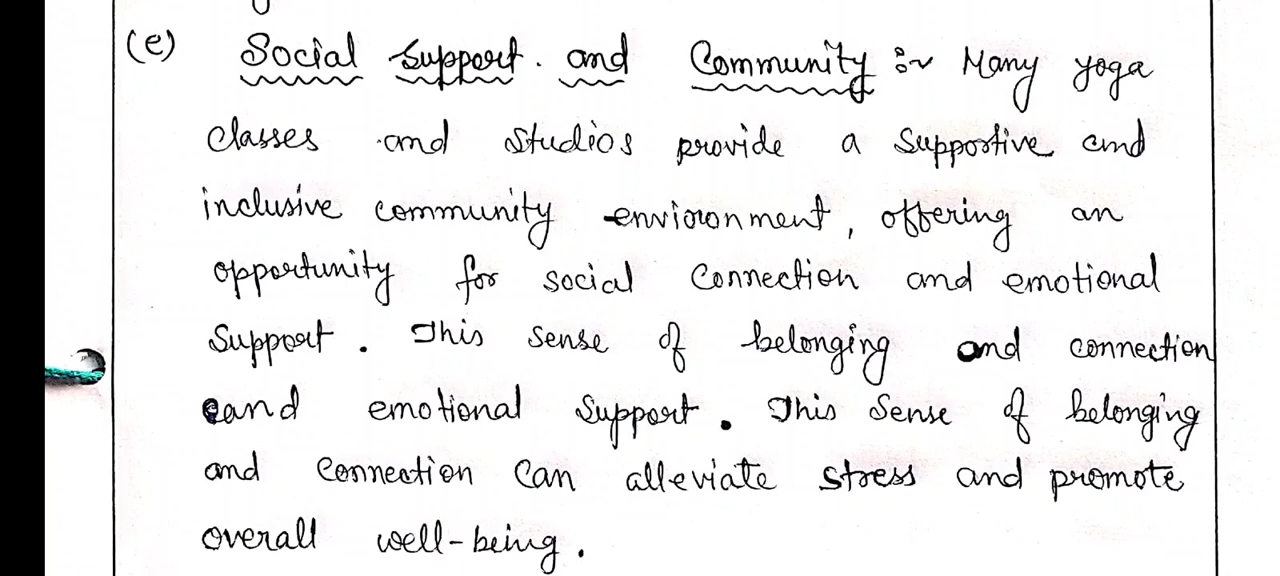 (e) Social Support and Community :- Many yoga
classes and studios provide a supportive and
inclusive community environment, offering an
opportunity for social connection and emotional
support. This sense of belonging and connection
and emotional support. This sense of belonging
and connection can alleviate stress and promote
overall well-being.